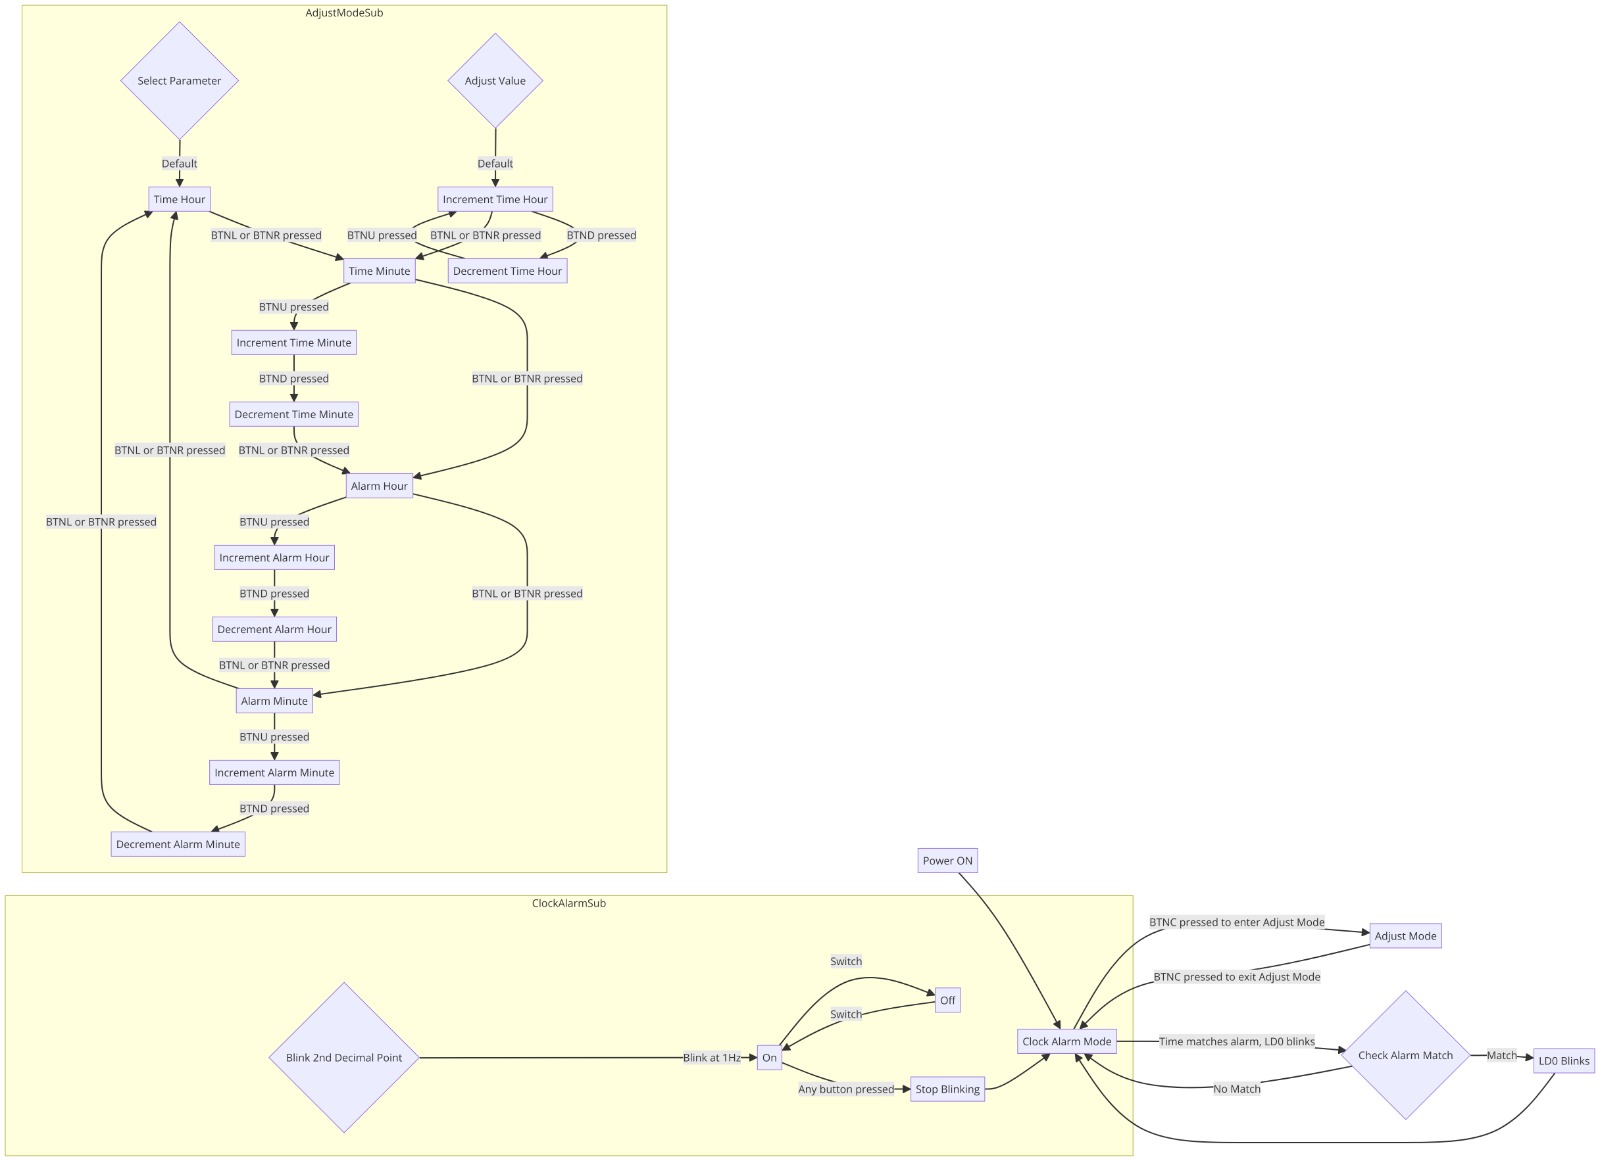 AdjustModeSub
Select Parameter
Adjust Value
Default
Default
Time Hour
Increment Time Hour
BTNL or BTNR pressed
BTNU pressed
BTNL or BTNR pressed
BTND pressed
Time Minute
Decrement Time Hour
BTNU pressed
Increment Time Minute
BTND pressed
BTNL or BTNR pressed
Decrement Time Minute
BTNL or BTNR pressed
BTNL or BTNR pressed
Alarm Hour
BTNL or BTNR pressed
BTNU pressed
Increment Alarm Hour
BTND pressed
BTNL or BTNR pressed
Decrement Alarm Hour
BTNL or BTNR pressed
Alarm Minute
BTNU pressed
Increment Alarm Minute
BTND pressed
Decrement Alarm Minute
Power ON
ClockAlarmSub
BTNC pressed to enter Adjust Mode
Adjust Mode
Switch
BTNC pressed to exit Adjust Mode
Off
Switch
Clock Alarm Mode
Time matches alarm, LD0 blinks
Blink 2nd Decimal Point
Blink at 1Hz
On
Check Alarm Match
Match
LD0 Blinks
Any button pressed
Stop Blinking
No Match